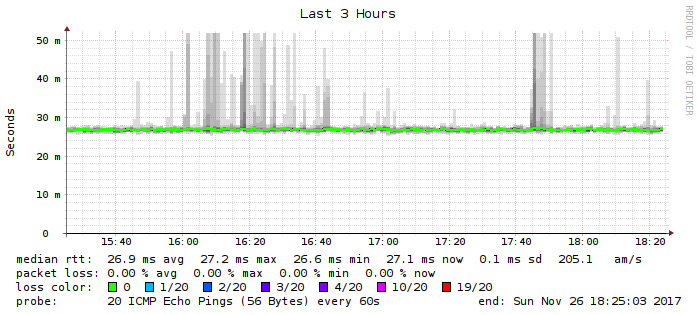 Last 3 Hours
RRDTOOL / TOBI OETIKER
Seconds
50 m
40 m
30 m
20 m
10 m
0
15:40 16:00 16:20 16:40 17:00 17:20 17:40 18:00 18:20
median rtt: 26.9 ms avg 27.2 ms max 26.6 ms min 27.1 ms now 0.1 ms sd 205.1 am/s
packet loss: 0.00 % avg 0.00 % max 0.00 % min 0.00 % now
loss color: 0 1/20 2/20 3/20 4/20 10/20 19/20
probe: 20 ICMP Echo Pings (56 Bytes) every 60s end: Sun Nov 26 18:25:03 2017